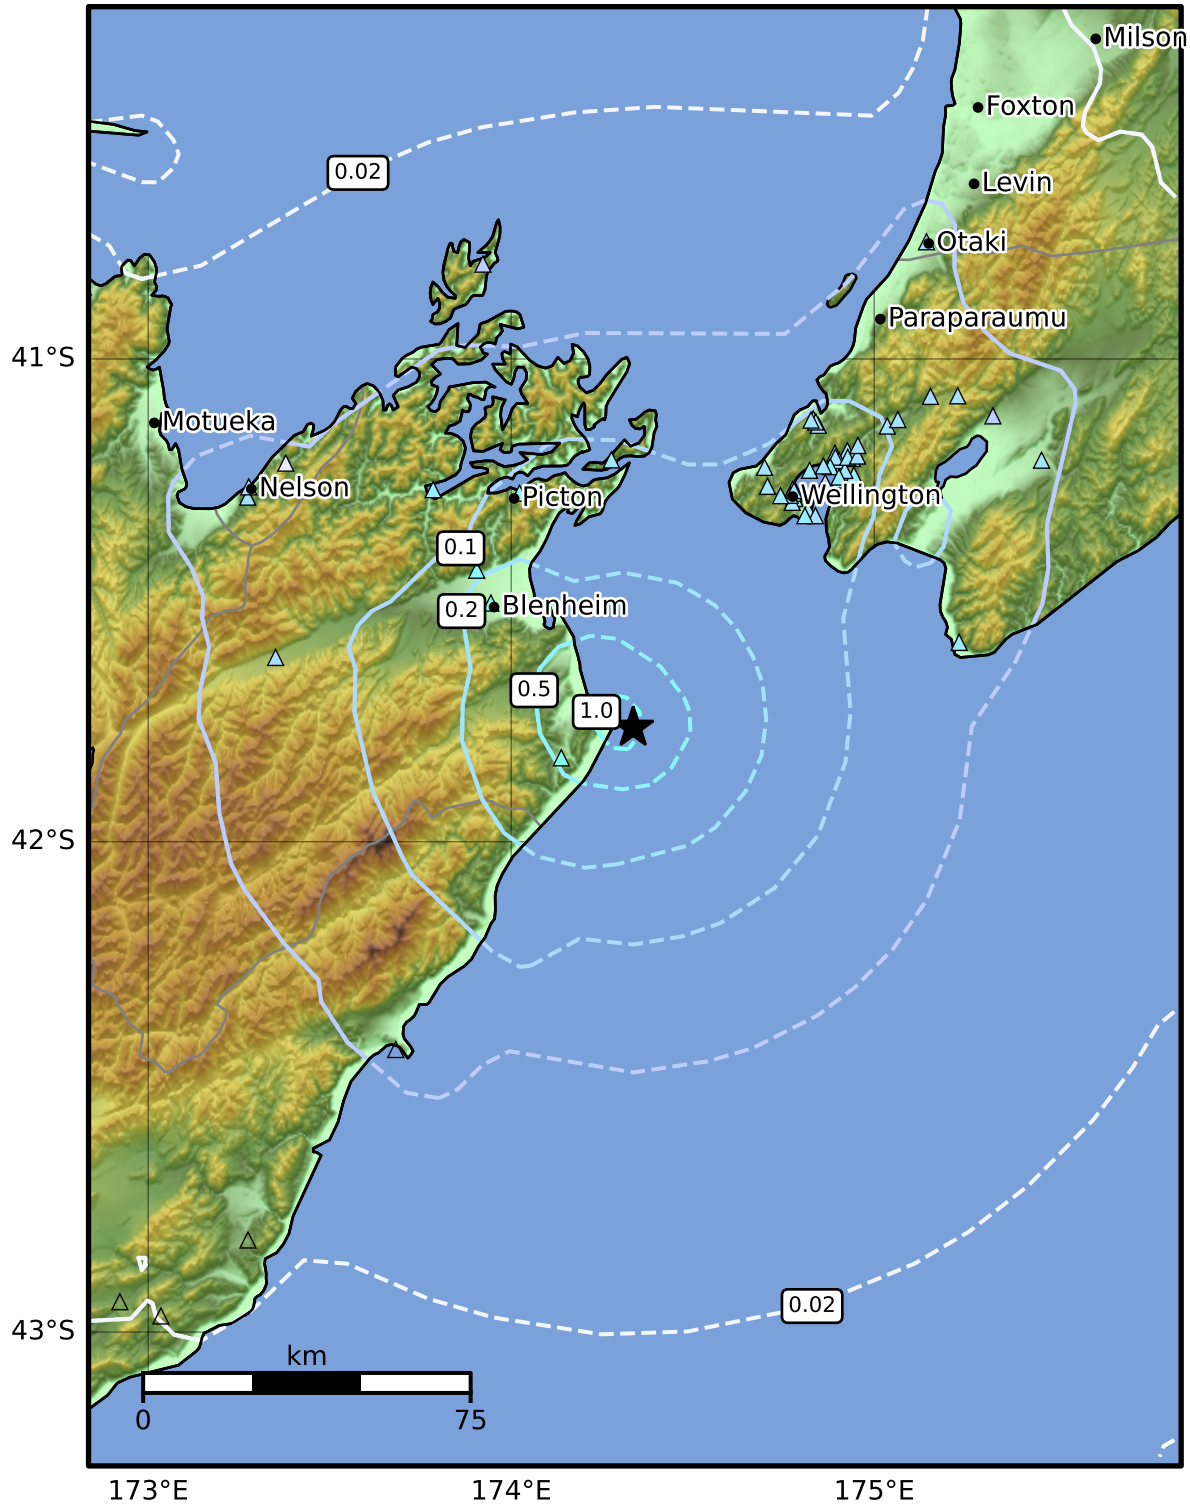 Milson
Foxton
0.02
Levin
Otaki
Paraparaumu
41°S
Motueka
Nelson
Picton
Wellington
0.1
Blenheim
0.2
0.5
1.0
42°S
0.02
43°S
km
0
75
173°E
174°E
175°E